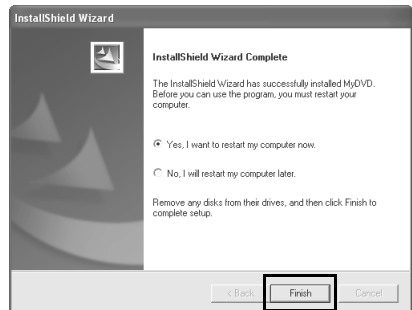 InstallShield Wizard
InstallShield Wizard Complete
The InstallShield Wizard has successfully installed MyDVD.
Before you can use the program, you must restart your
computer.
Yes, I want to restart my computer now.
No, I will restart my computer later.
Remove any disks from their drives, and then click Finish to
complete setup.
< Back Finish Cancel